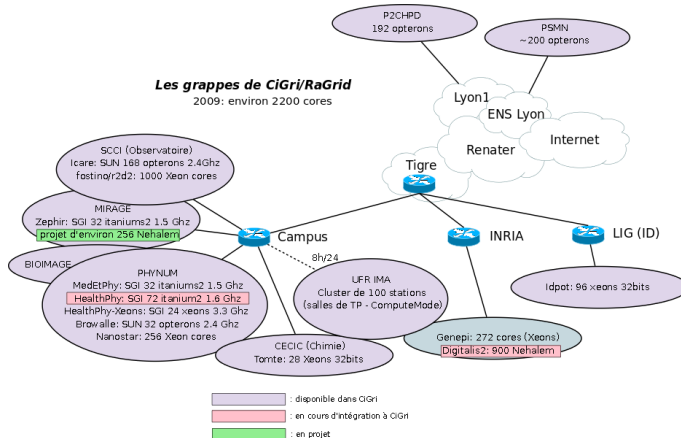 P2CHPD
192 opterons
PSMN
~200 opterons
Les grappes de CiGri/RaGrid
2009: environ 2200 cores
Lyon1
ENS Lyon
Internet
Renater
Tigre
SCCI (Observatoire)
Icare: SUN 168 opterons 2.4Ghz
fostino/r2d2: 1000 Xeon cores
MIRAGE
Zephir: SGI 32 itaniums2 1.5 Ghz
projet d'environ 256 Nehalem
Campus
INRIA
LIG (ID)
8h/24
BIOIMAGE
PHYNUM
MedEtPhy: SGI 32 itaniums2 1.5 Ghz
HealthPhy: SGI 72 itanium2 1.6 Ghz
HealthPhy-Xeons: SGI 24 xeons 3.3 Ghz
Browalle: SUN 32 opterons 2.4 Ghz
Nanostar: 256 Xeon cores
UFR IMA
Cluster de 100 stations
(salles de TP - ComputeMode)
Idpot: 96 xeons 32bits
Genepi: 272 cores (Xeons)
Digitalis2: 900 Nehalem
CECIC (Chimie)
Tomte: 28 Xeons 32bits
: disponible dans CiGri
: en cours d'intégration à CiGri
: en projet